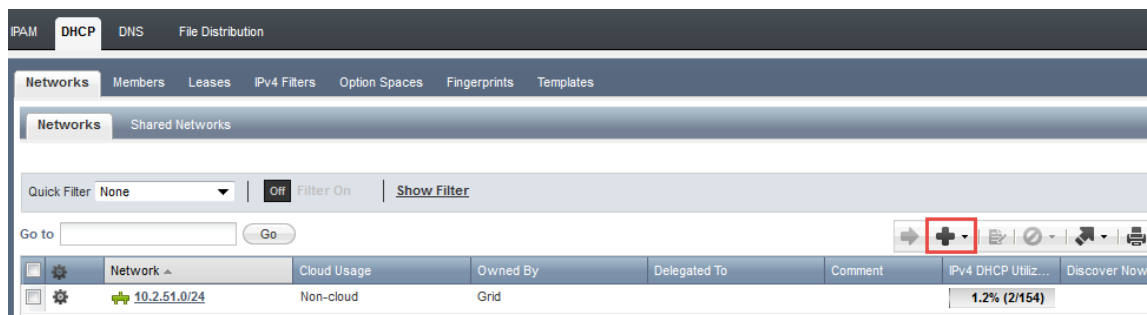 IPAM DHCP DNS File Distribution
Networks Members Leases IPv4 Filters Option Spaces Fingerprints Templates
Networks Shared Networks
Quick Filter None Off Filter On Show Filter
Go to Go
Network Cloud Usage Owned By Delegated To Comment IPv4 DHCP Utiliz... Discover Now
10.2.51.0/24 Non-cloud Grid 1.2% (2/154)